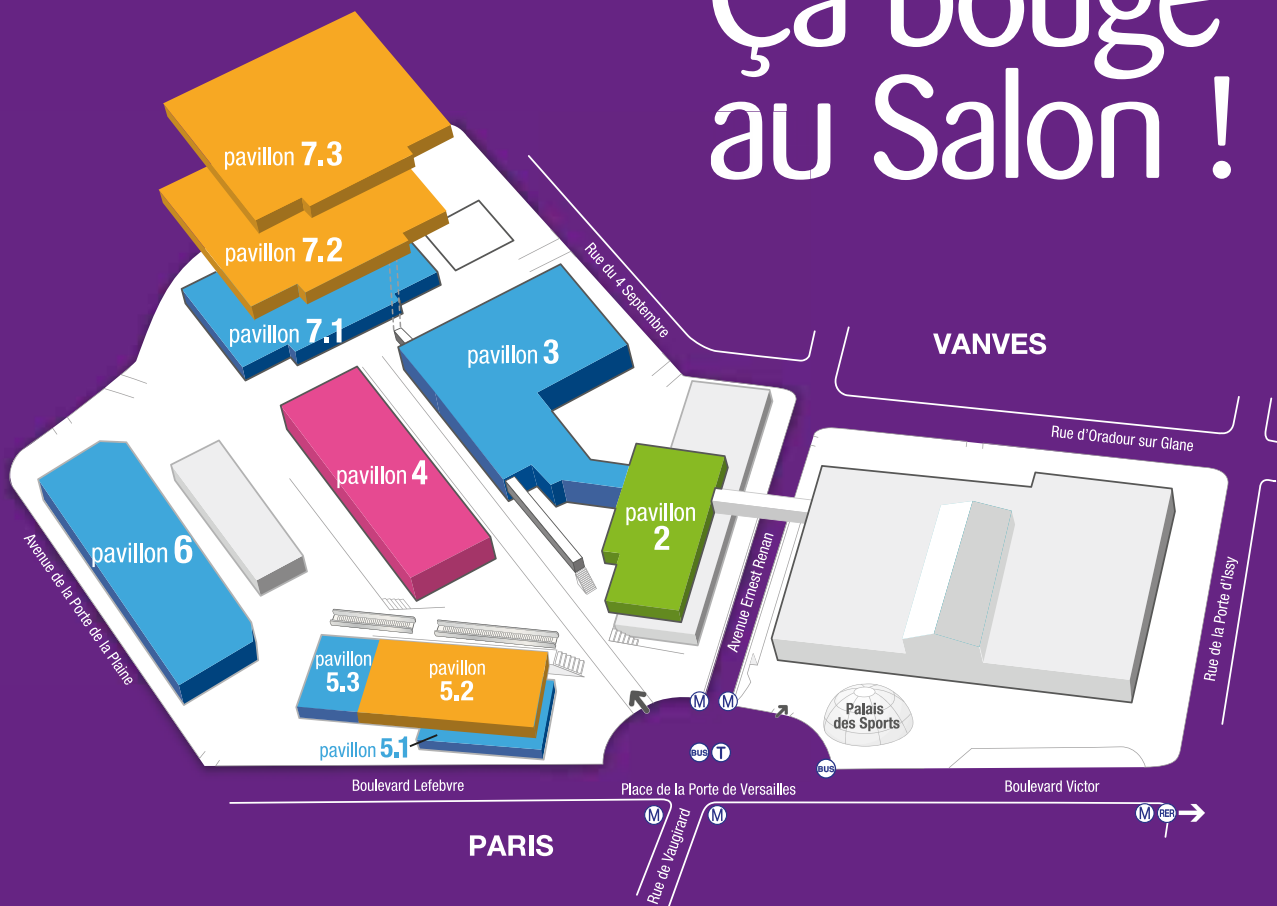 Ça bouge
au Salon !
pavillon 7.3
pavillon 7.2
pavillon 7.1
pavillon 3
pavillon 4
pavillon
2
pavillon 6
pavillon
5.3
pavillon
5.2
pavillon 5.1
Rue du 4 Septembre
VANVES
Rue d'Oradour sur Glane
Avenue Ernest Renan
Rue de la Porte d'Issy
Avenue de la Porte de la Plaine
Palais
des Sports
M
M
BUS
T
BUS
Boulevard Lefebvre
Place de la Porte de Versailles
Boulevard Victor
M
M
M
RER
PARIS
Rue de Vaugirard